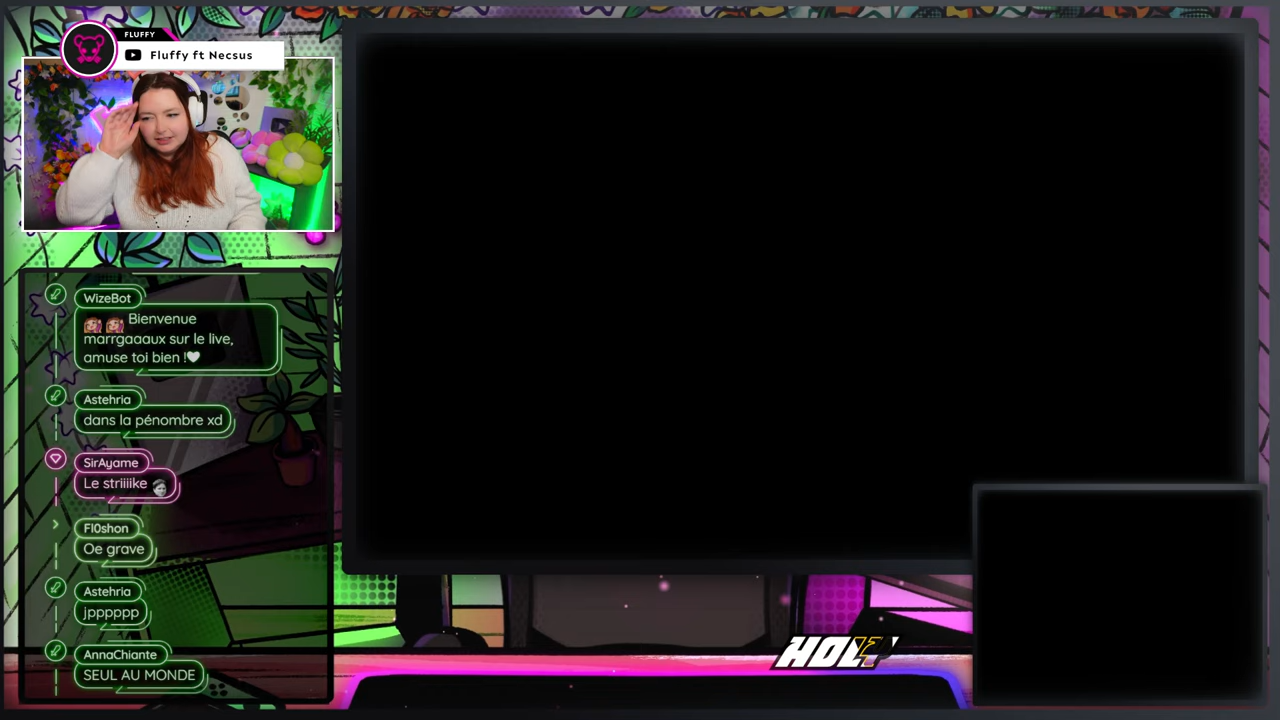 FLUFFY
Fluffy ft Necsus
WizeBot
Bienvenue
marrgaaaux sur le live,
amuse toi bien !
Astehria
dans la pénombre xd
SirAyame
Le striiiike
Fl0shon
Oe grave
Astehria
jpppppp
AnnaChiante
SEUL AU MONDE
HOLY